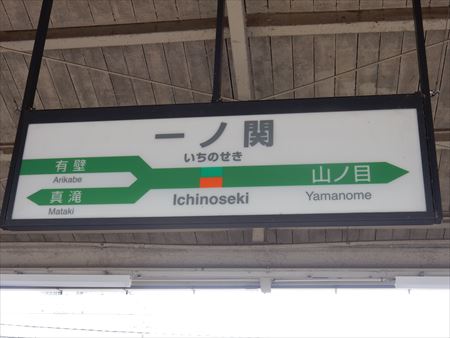 一ノ関
いちのせき
有壁
Arikabe
真滝
Mataki
Ichinoseki
山ノ目
Yamanome